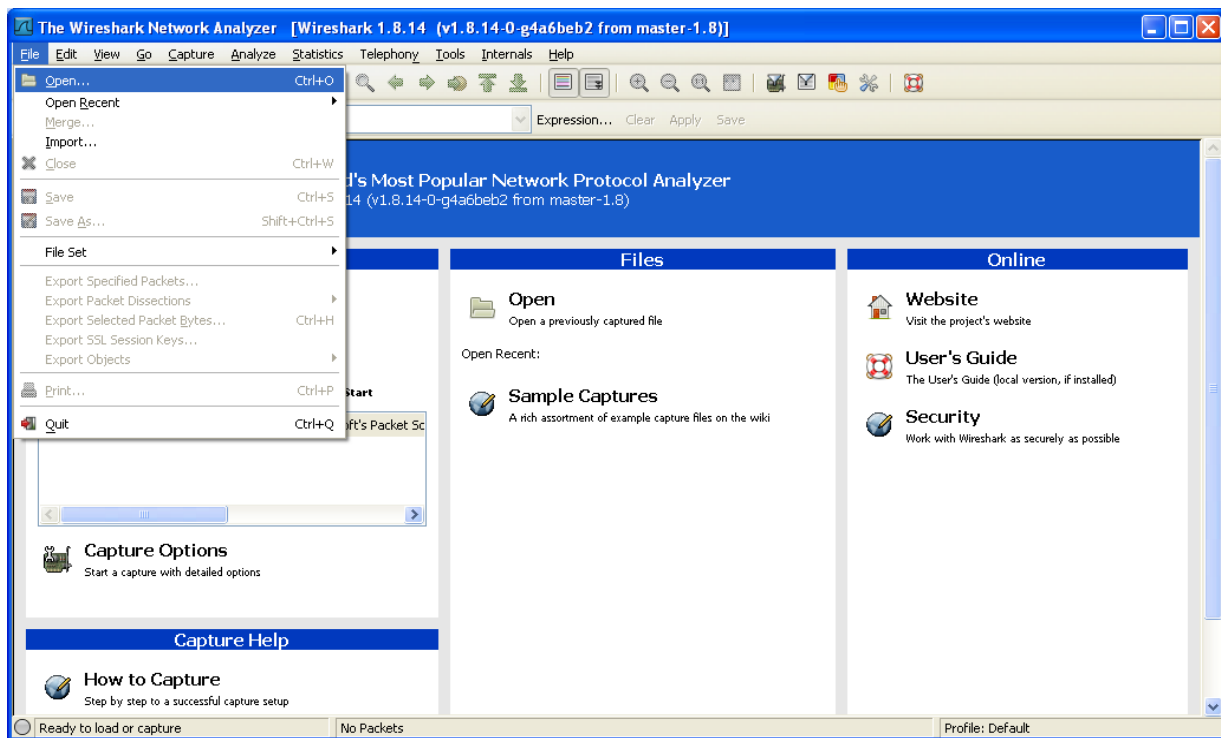 The Wireshark Network Analyzer [Wireshark 1.8.14 (v1.8.14-0-g4a6beb2 from master-1.8)]
File Edit View Go Capture Analyze Statistics Telephony Tools Internals Help
Open... Ctrl+O
Open Recent
Merge...
Import...
Close Ctrl+W
Save Ctrl+S
Save As... Shift+Ctrl+S
File Set
Export Specified Packets...
Export Packet Dissections
Export Selected Packet Bytes... Ctrl+H
Export SSL Session Keys...
Export Objects
Print... Ctrl+P
Quit Ctrl+Q
Expression... Clear Apply Save
d's Most Popular Network Protocol Analyzer
14 (v1.8.14-0-g4a6beb2 from master-1.8)
Start
oft's Packet Sc
Capture Options
Start a capture with detailed options
Capture Help
How to Capture
Step by step to a successful capture setup
Files
Open
Open a previously captured file
Open Recent:
Sample Captures
A rich assortment of example capture files on the wiki
Online
Website
Visit the project's website
User's Guide
The User's Guide (local version, if installed)
Security
Work with Wireshark as securely as possible
Ready to load or capture No Packets Profile: Default